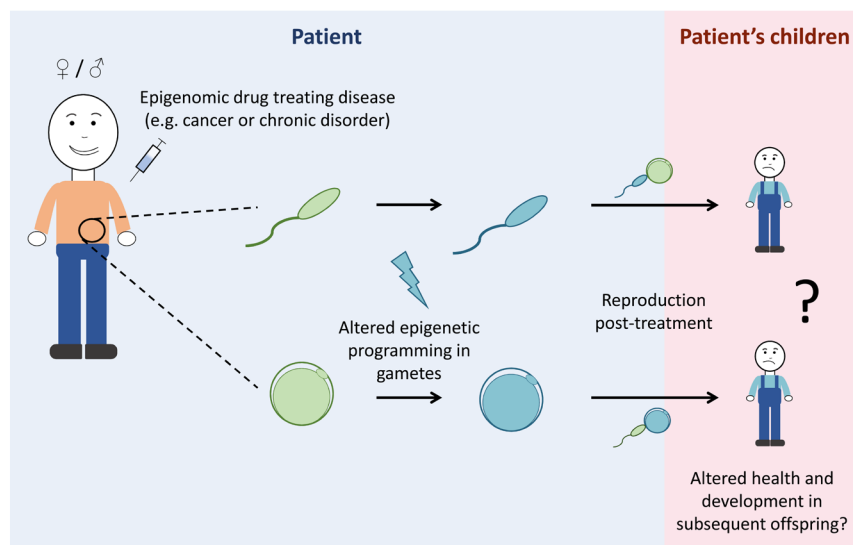 Patient
Patient's children
♀ / ♂
Epigenomic drug treating disease
(e.g. cancer or chronic disorder)
Altered epigenetic
programming in
gametes
Reproduction
post-treatment
?
Altered health and
development in
subsequent offspring?